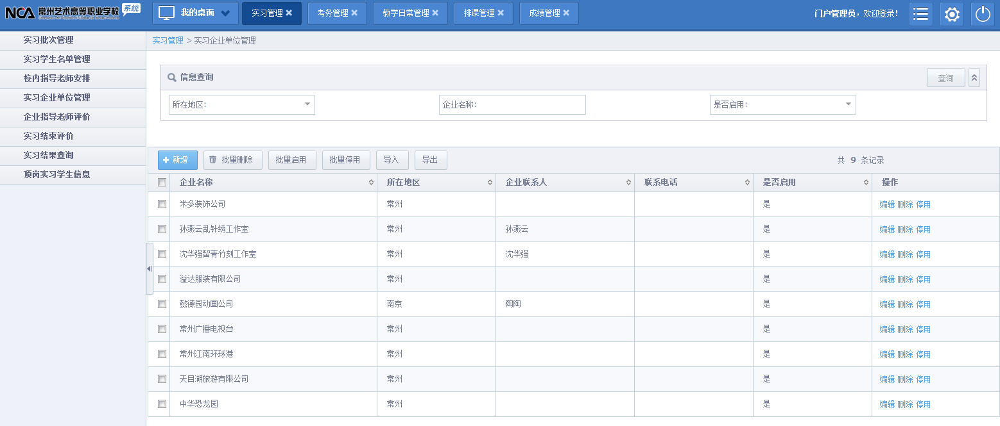 NCA 常州艺术高等职业学校 系统 我的桌面 实习管理 考务管理 教学日常管理 排课管理 成绩管理 门户管理员，欢迎登录！
实习批次管理
实习学生名单管理
校内指导老师安排
实习企业单位管理
企业指导老师评价
实习结束评价
实习结果查询
顶岗实习学生信息
实习管理 > 实习企业单位管理
信息查询 查询
所在地区： 企业名称： 是否启用：
新增 批量删除 批量启用 批量停用 导入 导出 共 9 条记录
企业名称 所在地区 企业联系人 联系电话 是否启用 操作
米多装饰公司 常州 是 编辑 删除 停用
孙燕云乱针绣工作室 常州 孙燕云 是 编辑 删除 停用
沈华强留青竹刻工作室 常州 沈华强 是 编辑 删除 停用
溢达服装有限公司 常州 是 编辑 删除 停用
懿德园动画公司 南京 陶陶 是 编辑 删除 停用
常州广播电视台 常州 是 编辑 删除 停用
常州江南环球港 常州 是 编辑 删除 停用
天目湖旅游有限公司 常州 是 编辑 删除 停用
中华恐龙园 常州 是 编辑 删除 停用